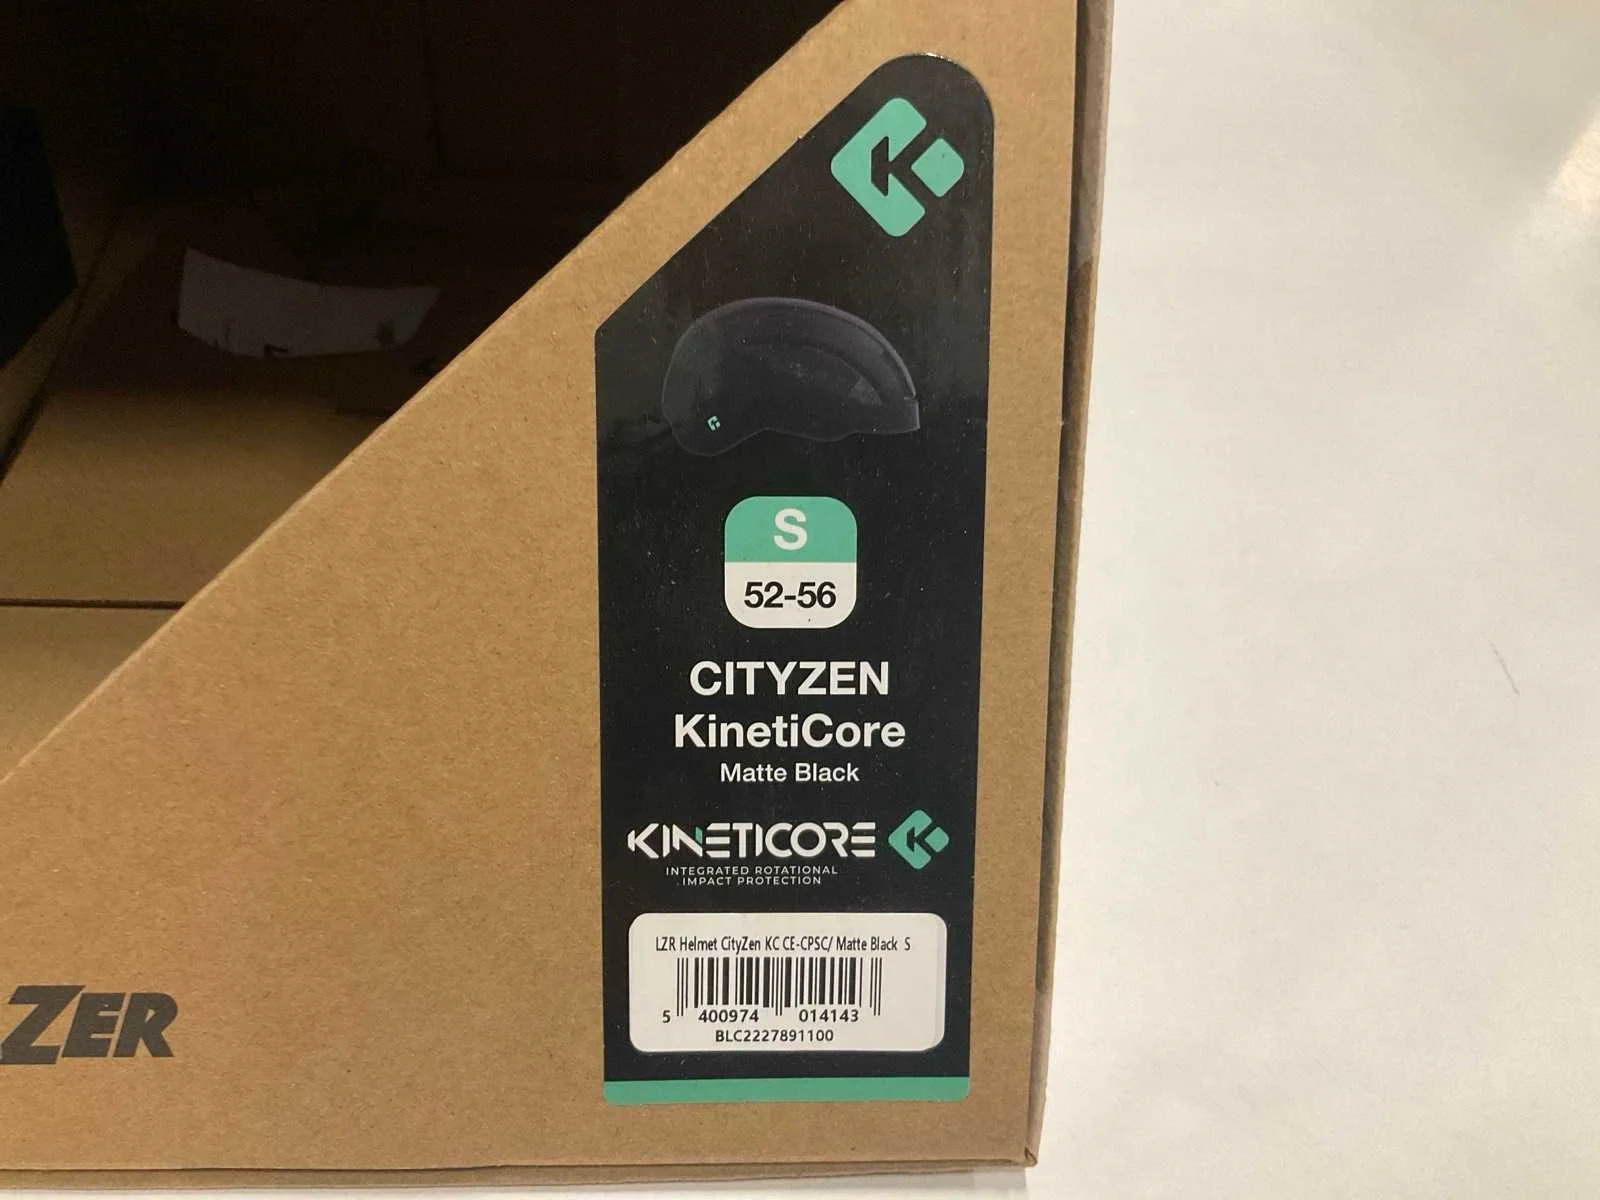 S
52-56
CITYZEN
KinetiCore
Matte Black
KINETICORE
INTEGRATED ROTATIONAL
IMPACT PROTECTION
LZR Helmet CityZen KC CE-CPSC/ Matte Black S
5 400974 014143
BLC2227891100
ZER